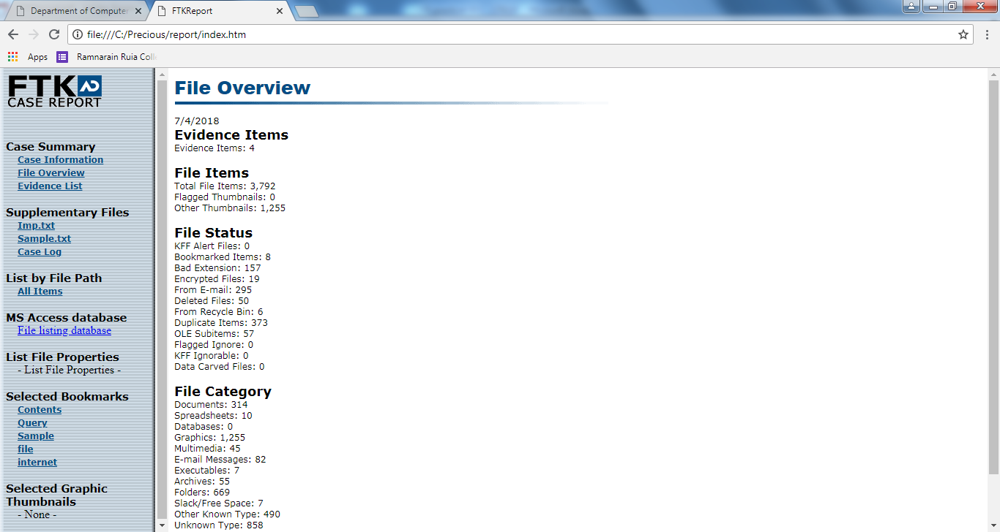 Department of Computer
FTKReport
file:///C:/Precious/report/index.htm
Apps
Ramnarain Ruia Coll
FTK AD
CASE REPORT
Case Summary
Case Information
File Overview
Evidence List
Supplementary Files
Imp.txt
Sample.txt
Case Log
List by File Path
All Items
MS Access database
File listing database
List File Properties
- List File Properties -
Selected Bookmarks
Contents
Query
Sample
file
internet
Selected Graphic
Thumbnails
- None -
File Overview
7/4/2018
Evidence Items
Evidence Items: 4
File Items
Total File Items: 3,792
Flagged Thumbnails: 0
Other Thumbnails: 1,255
File Status
KFF Alert Files: 0
Bookmarked Items: 8
Bad Extension: 157
Encrypted Files: 19
From E-mail: 295
Deleted Files: 50
From Recycle Bin: 6
Duplicate Items: 373
OLE Subitems: 57
Flagged Ignore: 0
KFF Ignorable: 0
Data Carved Files: 0
File Category
Documents: 314
Spreadsheets: 10
Databases: 0
Graphics: 1,255
Multimedia: 45
E-mail Messages: 82
Executables: 7
Archives: 55
Folders: 669
Slack/Free Space: 7
Other Known Type: 490
Unknown Type: 858